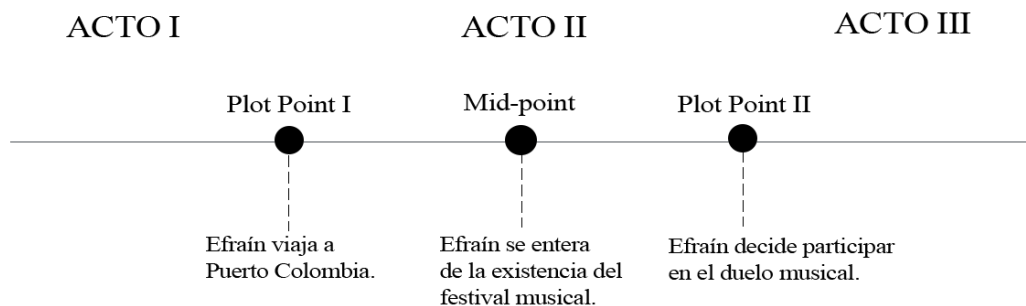 ACTO I
ACTO II
ACTO III
Plot Point I
Mid-point
Plot Point II
Efraín viaja a
Puerto Colombia.
Efraín se entera
de la existencia del
festival musical.
Efraín decide participar
en el duelo musical.